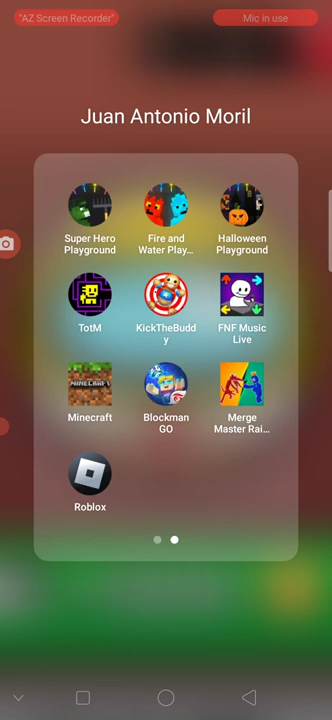 "AZ Screen Recorder"
Mic in use
Juan Antonio Moril
Super Hero
Playground
Fire and
Water Play...
Halloween
Playground
TotM
KickTheBudd
y
FNF Music
Live
MINECRAFT
Minecraft
Blockman
GO
Merge
Master Rai...
Roblox